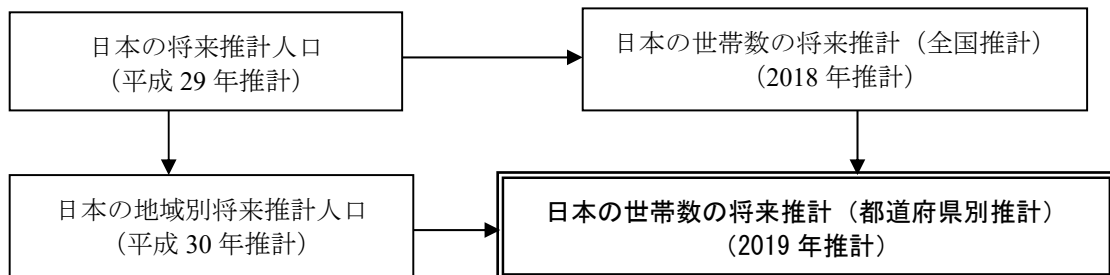 日本の将来推計人口
(平成 29 年推計)
日本の世帯数の将来推計(全国推計)
(2018 年推計)
日本の地域別将来推計人口
(平成 30 年推計)
日本の世帯数の将来推計(都道府県別推計)
(2019 年推計)